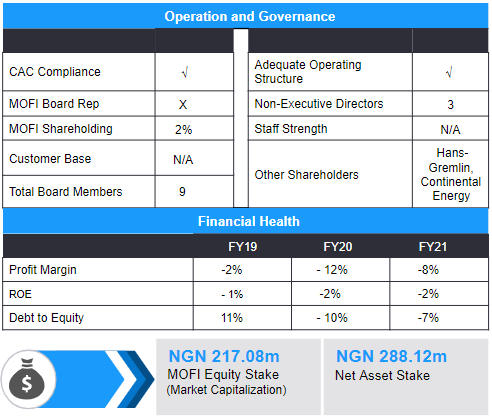 Operation and Governance
CAC Compliance √ Adequate Operating Structure √
MOFI Board Rep X Non-Executive Directors 3
MOFI Shareholding 2% Staff Strength N/A
Customer Base N/A Other Shareholders Hans-Gremlin, Continental Energy
Total Board Members 9
Financial Health
FY19 FY20 FY21
Profit Margin -2% - 12% -8%
ROE - 1% -2% -2%
Debt to Equity 11% - 10% -7%
$
NGN 217.08m
MOFI Equity Stake
(Market Capitalization)
NGN 288.12m
Net Asset Stake